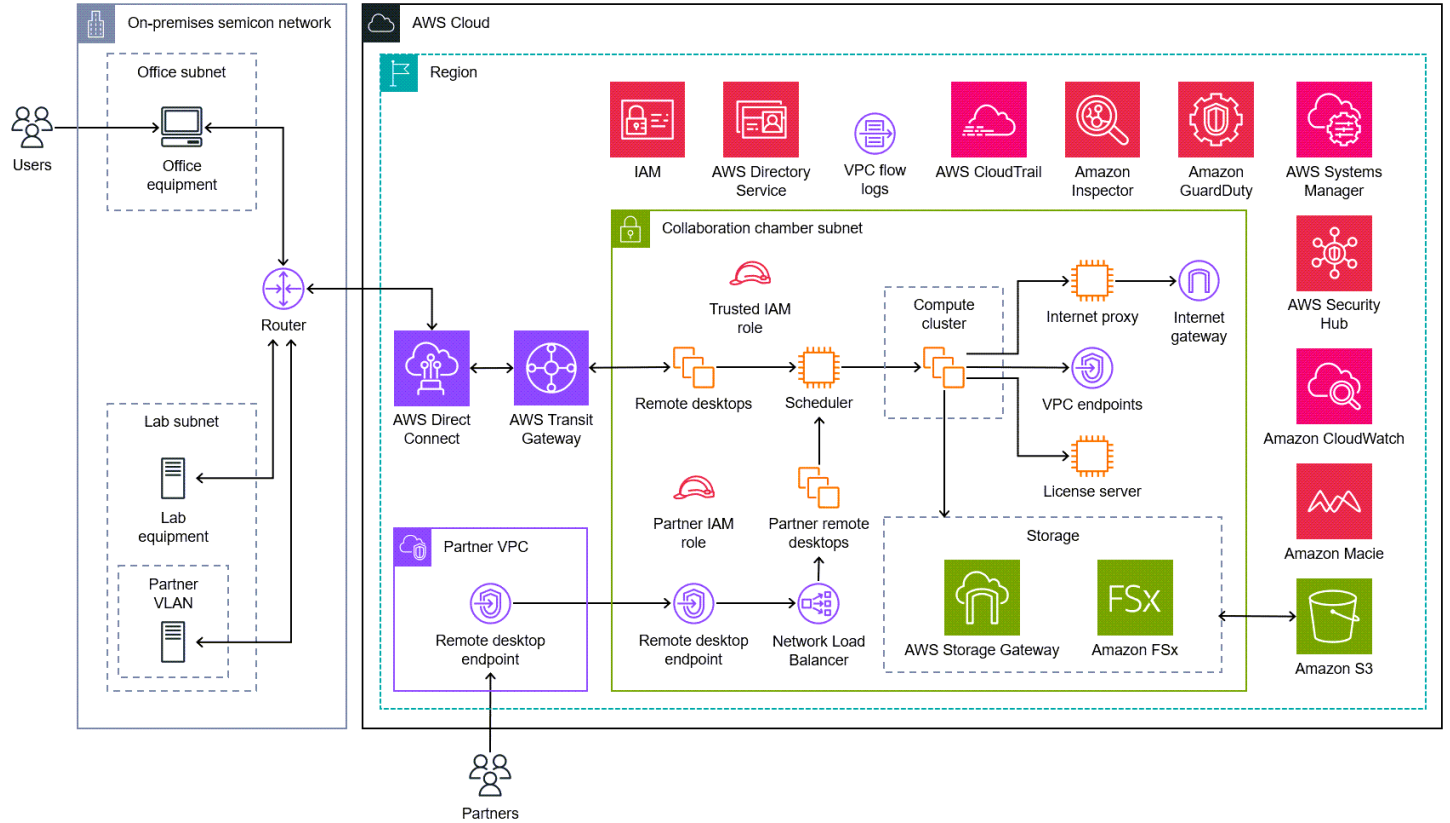 On-premises semicon network
AWS Cloud
Office subnet
Region
Users
Office
equipment
IAM
AWS Directory
Service
VPC flow
logs
AWS CloudTrail
Amazon
Inspector
Amazon
GuardDuty
AWS Systems
Manager
Collaboration chamber subnet
Router
Trusted IAM
role
Compute
cluster
Internet proxy
Internet
gateway
AWS Security
Hub
AWS Direct
Connect
AWS Transit
Gateway
Remote desktops
Scheduler
VPC endpoints
Amazon CloudWatch
Lab subnet
Lab
equipment
Partner IAM
role
Partner remote
desktops
License server
Partner VPC
Storage
Amazon Macie
Partner
VLAN
FSx
Remote desktop
endpoint
Remote desktop
endpoint
Network Load
Balancer
AWS Storage Gateway
Amazon FSx
Amazon S3
Partners